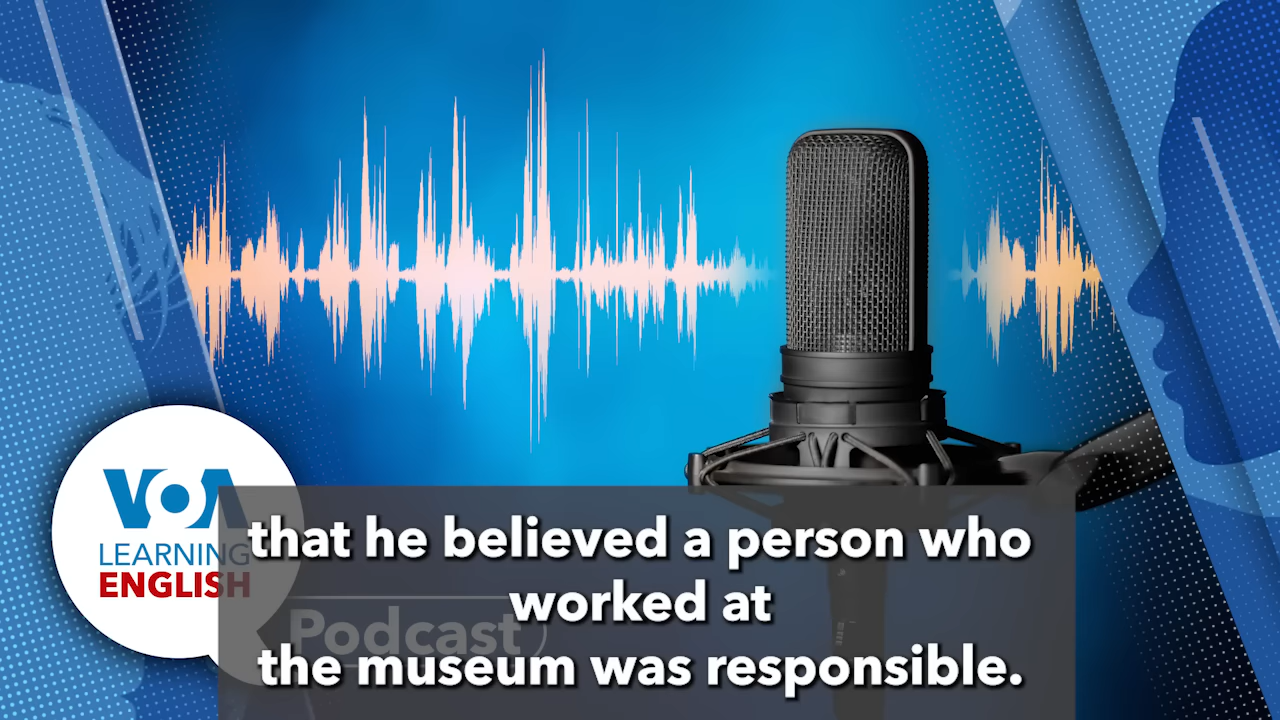 VOA
LEARNING
ENGLISH
Podcast
that he believed a person who
worked at
the museum was responsible.